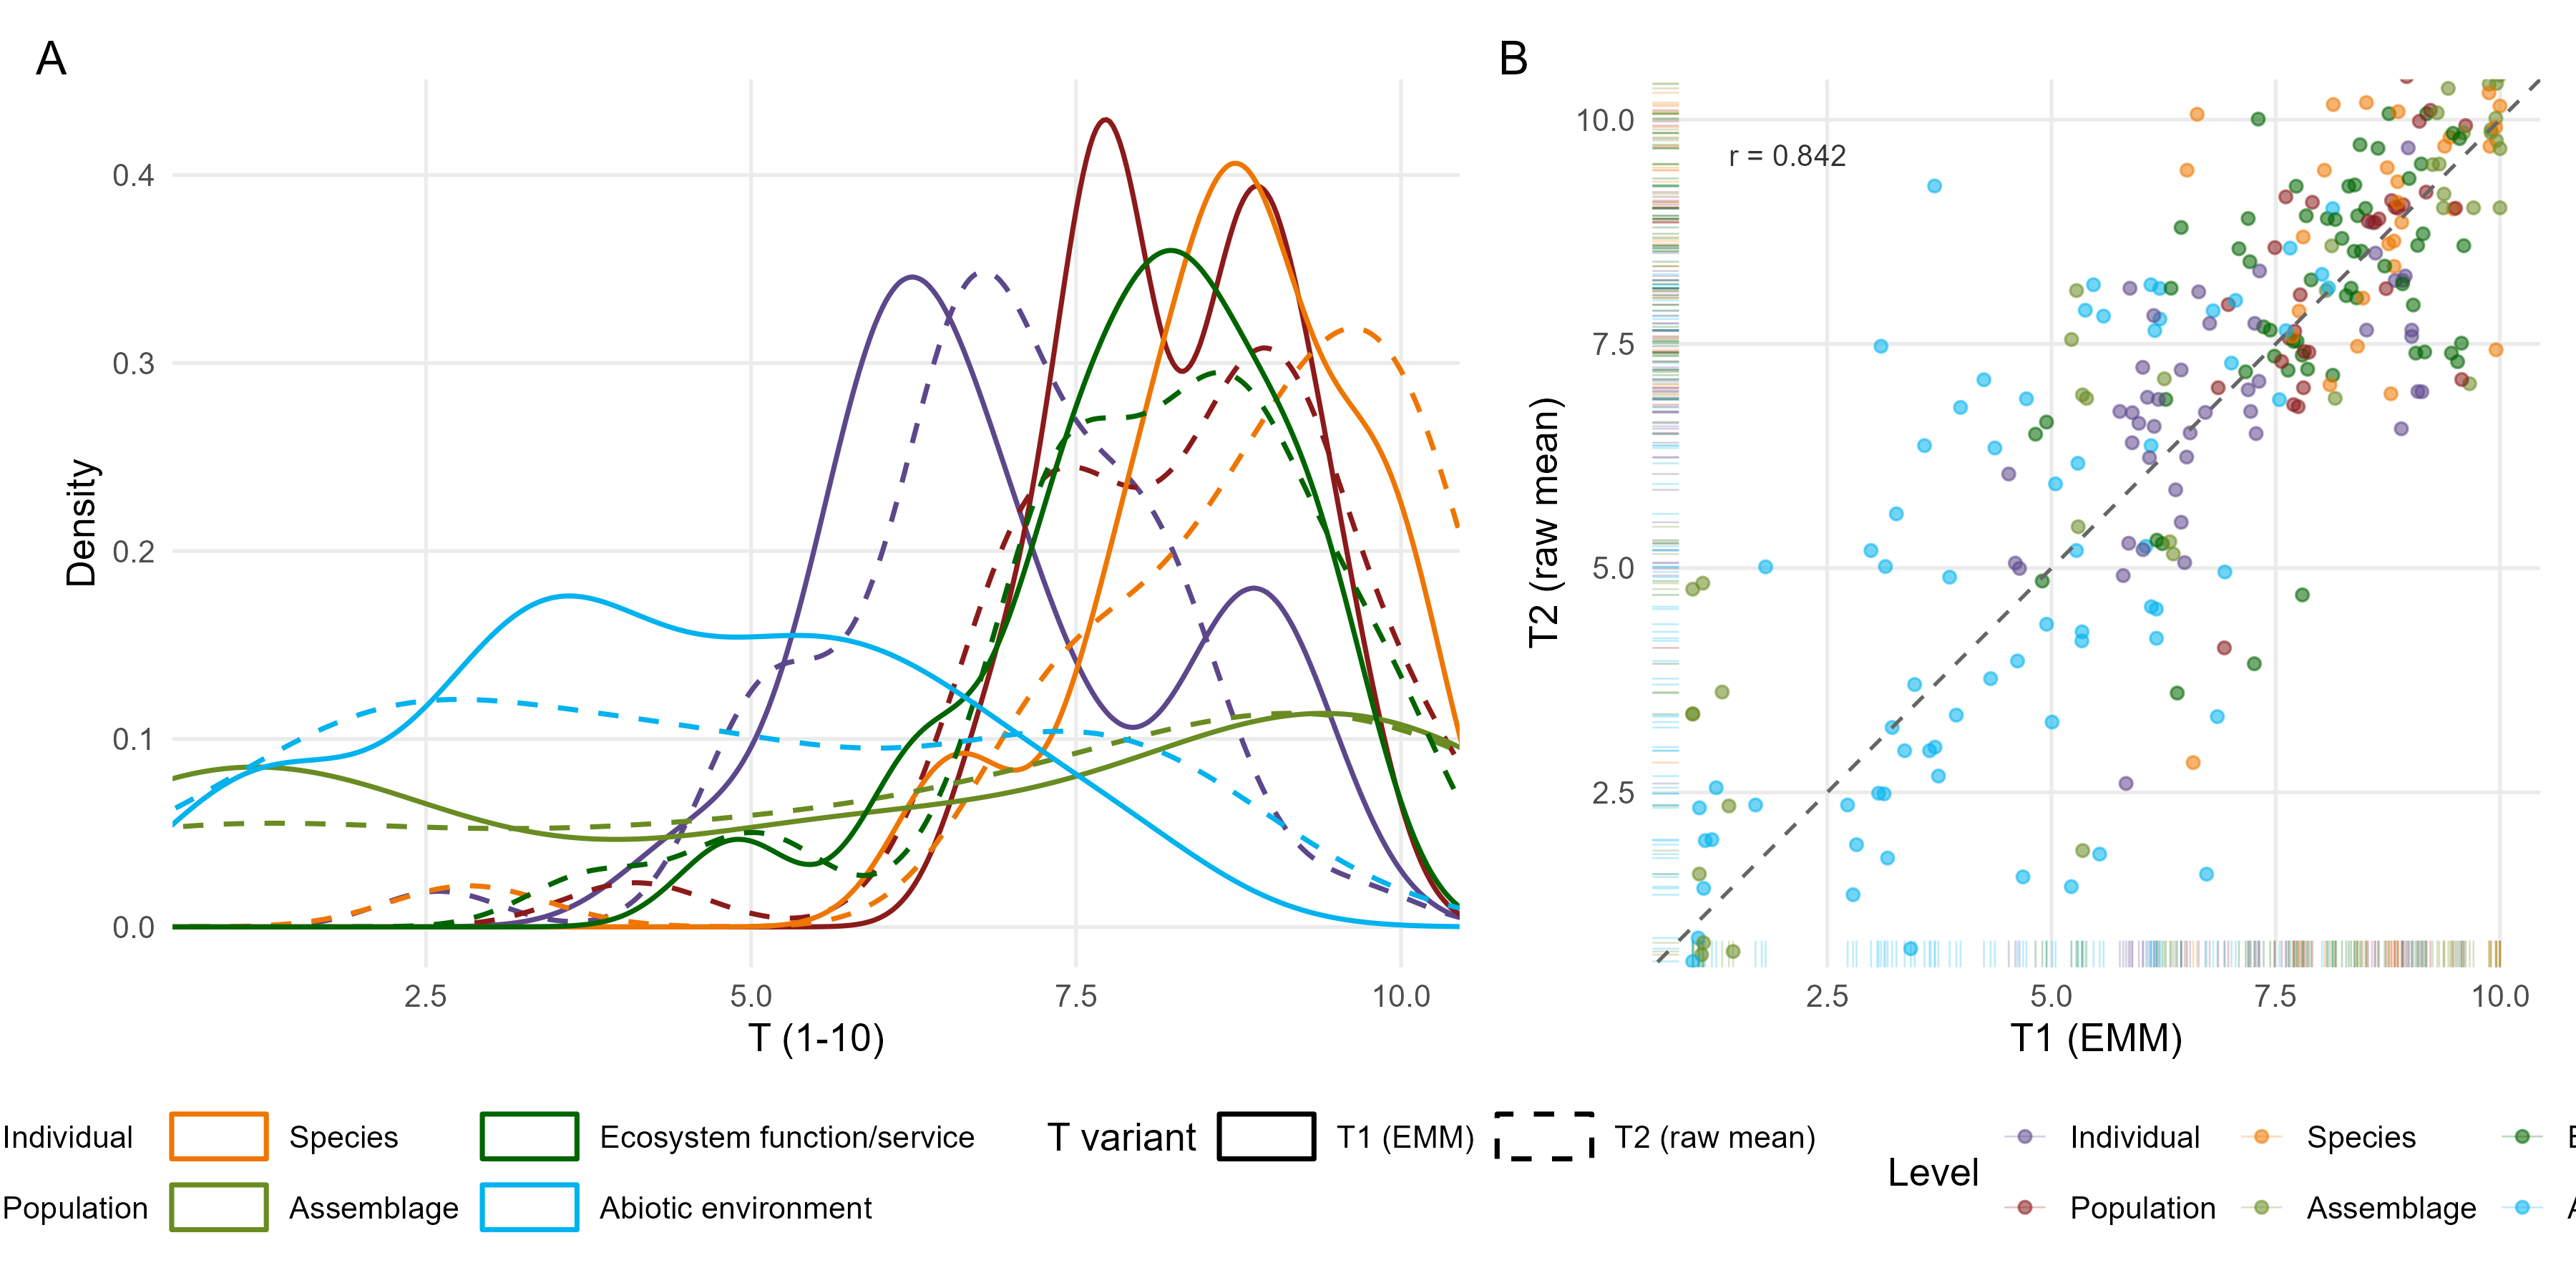 A
B
0.4
0.3
0.2
0.1
0.0
Density
2.5
5.0
7.5
10.0
T (1-10)
10.0
7.5
5.0
2.5
T2 (raw mean)
r = 0.842
2.5
5.0
7.5
10.0
T1 (EMM)
Individual
Species
Ecosystem function/service
Population
Assemblage
Abiotic environment
T variant
T1 (EMM)
T2 (raw mean)
Level
Individual
Species
Population
Assemblage